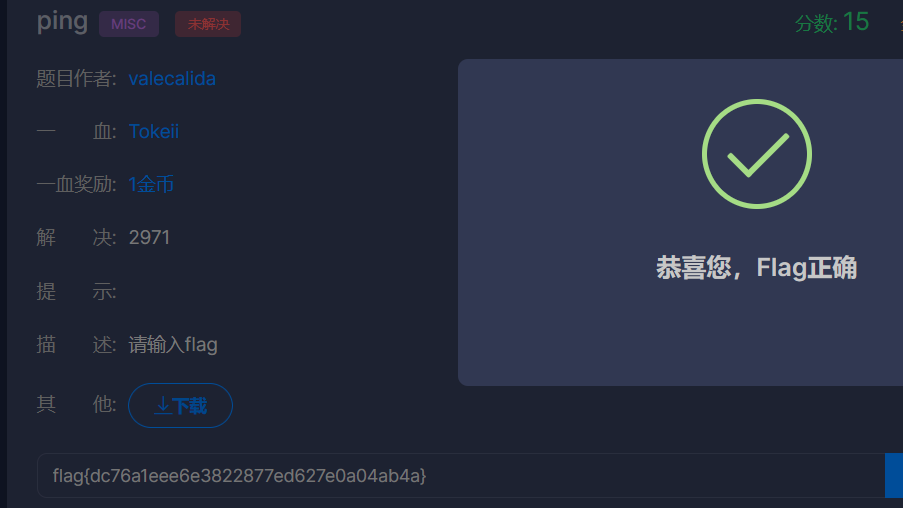 ping MISC 未解决 分数: 15
题目作者: valecalida
一 血: Tokeii
一血奖励: 1金币
解 决: 2971
提 示:
描 述: 请输入flag
其 他: 下载
恭喜您，Flag正确
flag{dc76a1eee6e3822877ed627e0a04ab4a}